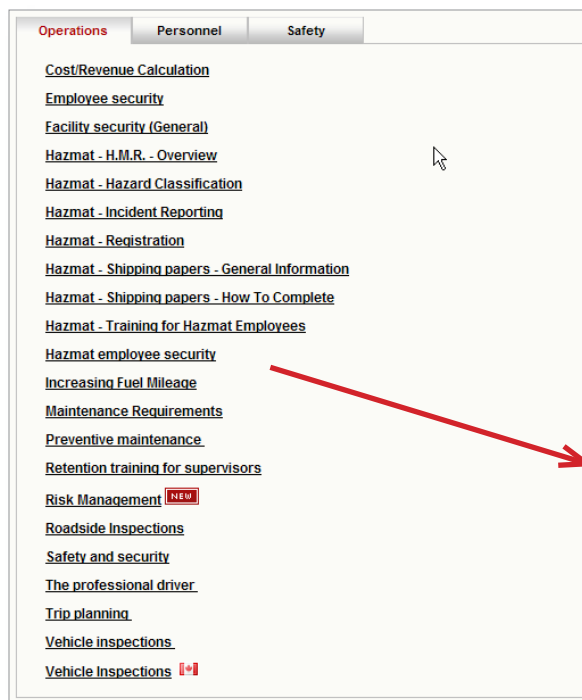 Operations Personnel Safety
Cost/Revenue Calculation
Employee security
Facility security (General)
Hazmat - H.M.R. - Overview
Hazmat - Hazard Classification
Hazmat - Incident Reporting
Hazmat - Registration
Hazmat - Shipping papers - General Information
Hazmat - Shipping papers - How To Complete
Hazmat - Training for Hazmat Employees
Hazmat employee security
Increasing Fuel Mileage
Maintenance Requirements
Preventive maintenance
Retention training for supervisors
Risk Management NEW
Roadside Inspections
Safety and security
The professional driver
Trip planning
Vehicle inspections
Vehicle Inspections